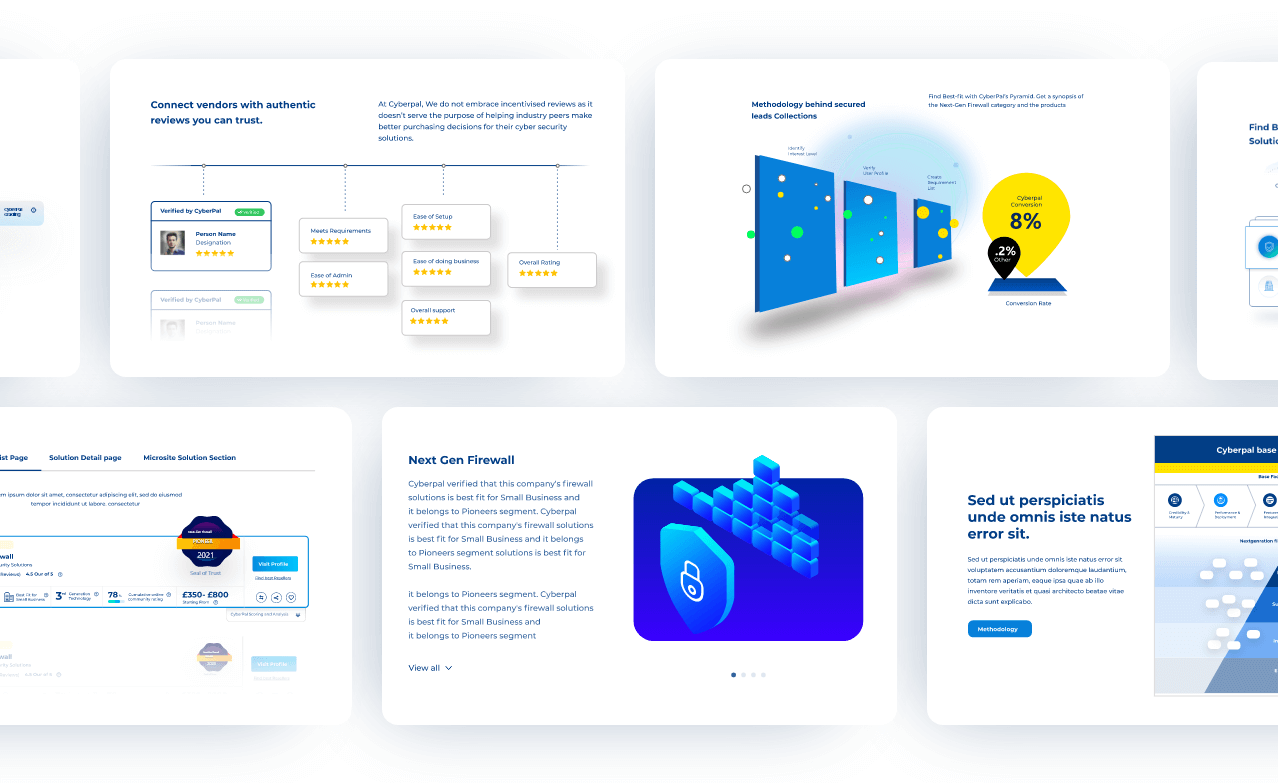 Connect vendors with authentic
reviews you can trust.
At Cyberpal, We do not embrace incentivised reviews as it
doesn't serve the purpose of helping industry peers make
better purchasing decisions for their cyber security
solutions.
Verified by CyberPal
Verified
Person Name
Designation
Verified by CyberPal
Person Name
Meets Requirements
Ease of Admin
Ease of Setup
Ease of doing business
Overall support
Overall Rating
Methodology behind secured
leads Collections
Find Best-fit with CyberPal's Pyramid. Get a synopsis of
the Next-Gen Firewall category and the products
Identify
Interest Level
Verify
User Profile
Create
Requirement
List
Cyberpal
Conversion
8%
.2%
Other
Conversion Rate
Find B
Solutio
ist Page
Solution Detail page
Microsite Solution Section
em ipsum dolor sit amet, consectetur adipiscing elit, sed do eiusmod
tempor incididunt ut labore. consectetur
wall
urity Solutions
Reviews)
4.5 Our of 5
PIONEER
2021
Seal of Trust
Visit Profile
Find more Resellers
Best Fit for
Small Business
3rd
Generation
Technology
78%
Cumulative online
community rating
£350- £800
Starting From
CyberPal Scoring and Analysis
wall
Visit Profile
Next Gen Firewall
Cyberpal verified that this company's firewall
solutions is best fit for Small Business and
it belongs to Pioneers segment. Cyberpal
verified that this company's firewall solutions
is best fit for Small Business and it belongs
to Pioneers segment solutions is best fit for
Small Business.
it belongs to Pioneers segment. Cyberpal
verified that this company's firewall solutions
is best fit for Small Business and
it belongs to Pioneers segment
View all
Sed ut perspiciatis
unde omnis iste natus
error sit.
Sed ut perspiciatis unde omnis iste natus error sit
voluptatem accusantium doloremque laudantium,
totam rem aperiam, eaque ipsa quae ab illo
inventore veritatis et quasi architecto beatae vitae
dicta sunt explicabo.
Methodology
Cyberpal base
Base Fi
Credibility &
Maturity
Performance &
Deployment
Nextgeneration fi
Su